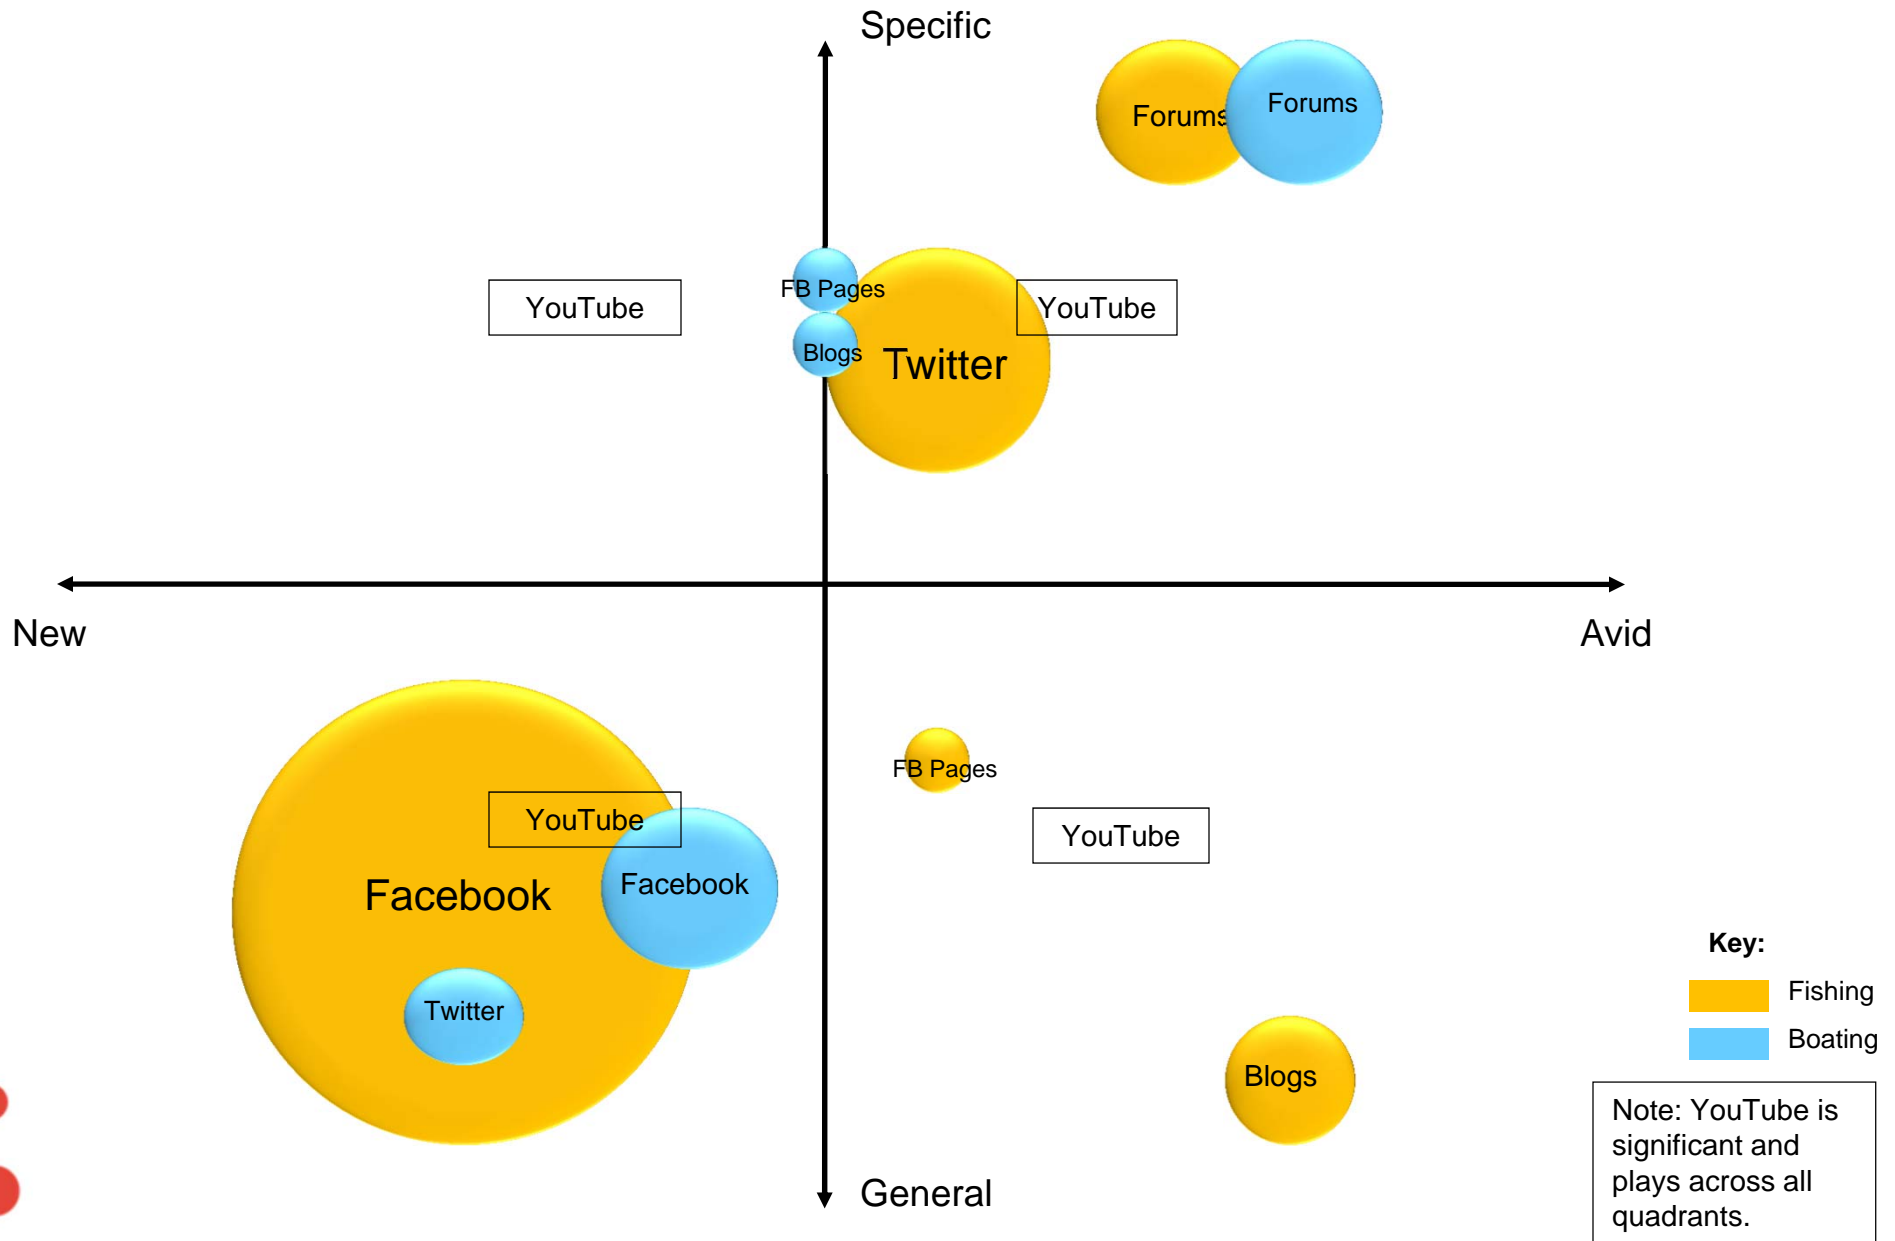 Specific
Forums
Forums
FB Pages
YouTube
YouTube
Blogs
Twitter
New
Avid
FB Pages
YouTube
YouTube
Facebook
Facebook
Twitter
Blogs
Key:
Fishing
Boating
General
Note: YouTube is
significant and
plays across all
quadrants.